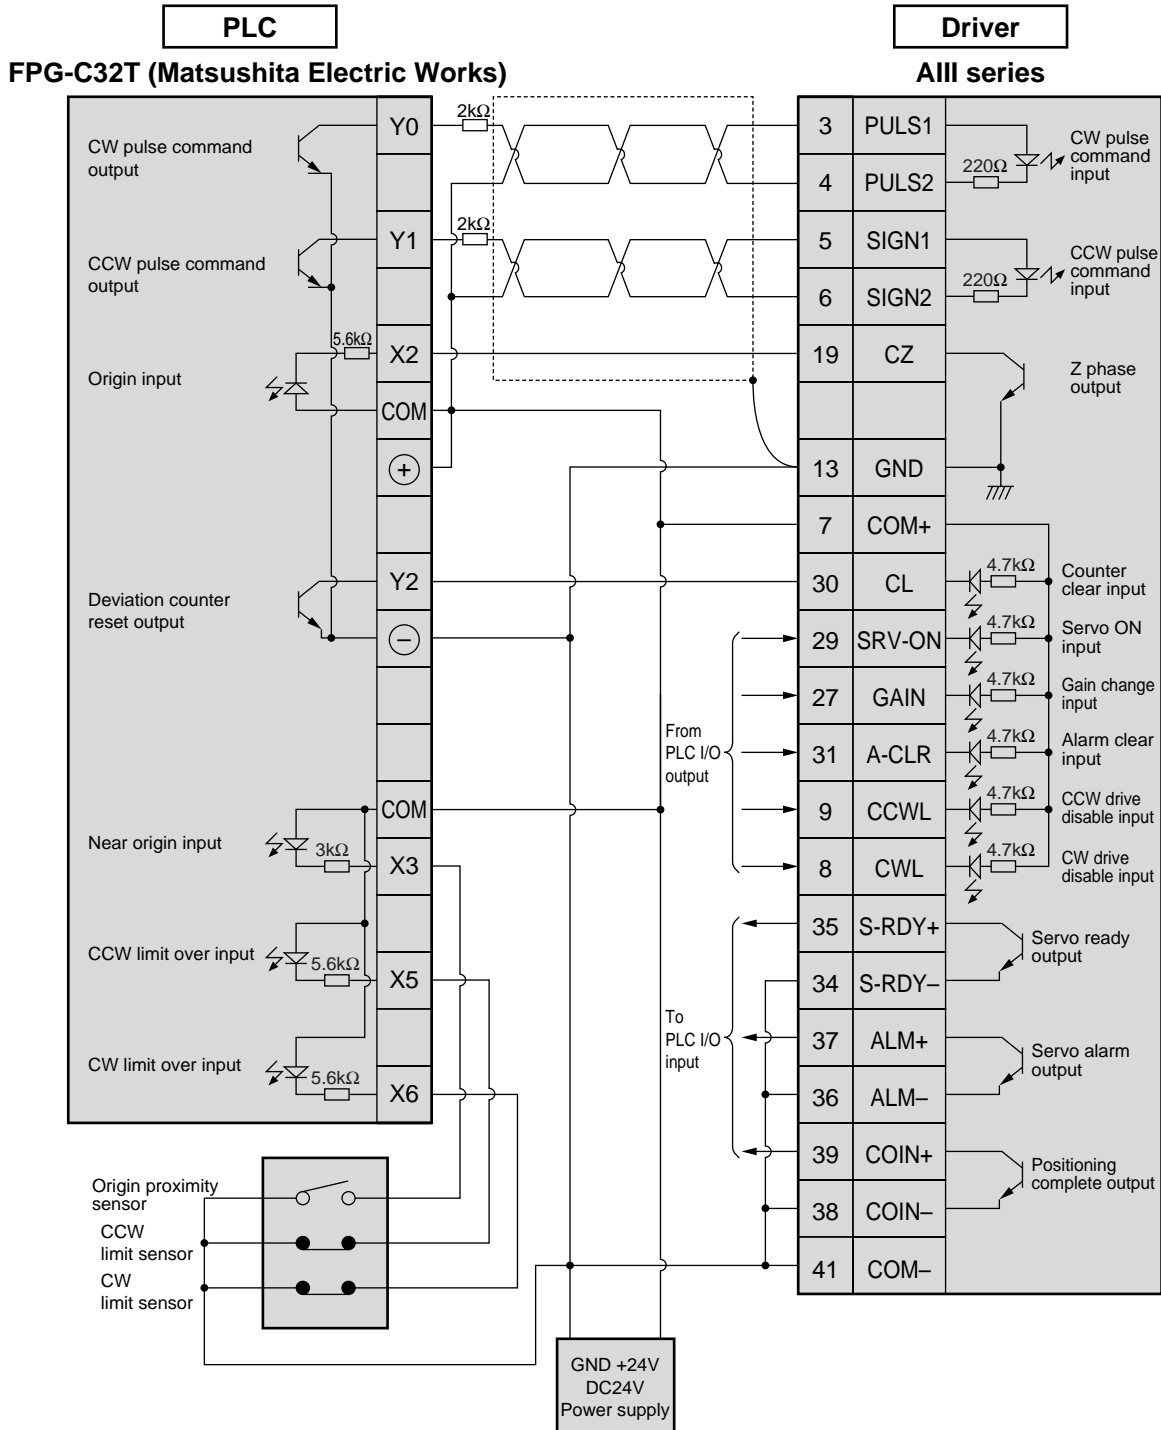 PLC
Driver
FPG-C32T (Matsushita Electric Works)
AIII series
CW pulse command
output
Y0
2kΩ
3
PULS1
220Ω
CW pulse
command
input
4
PULS2
CCW pulse command
output
Y1
2kΩ
5
SIGN1
220Ω
CCW pulse
command
input
6
SIGN2
Origin input
5.6kΩ
X2
COM
19
CZ
Z phase
output
+
13
GND
7
COM+
Deviation counter
reset output
Y2
–
30
CL
4.7kΩ
Counter
clear input
29
SRV-ON
4.7kΩ
Servo ON
input
27
GAIN
4.7kΩ
Gain change
input
From
PLC I/O
output
31
A-CLR
4.7kΩ
Alarm clear
input
COM
9
CCWL
4.7kΩ
CCW drive
disable input
Near origin input
3kΩ
X3
8
CWL
4.7kΩ
CW drive
disable input
35
S-RDY+
Servo ready
output
CCW limit over input
5.6kΩ
X5
34
S-RDY–
To
PLC I/O
input
37
ALM+
Servo alarm
output
CW limit over input
5.6kΩ
X6
36
ALM–
39
COIN+
Positioning
complete output
38
COIN–
41
COM–
Origin proximity
sensor
CCW
limit sensor
CW
limit sensor
GND +24V
DC24V
Power supply